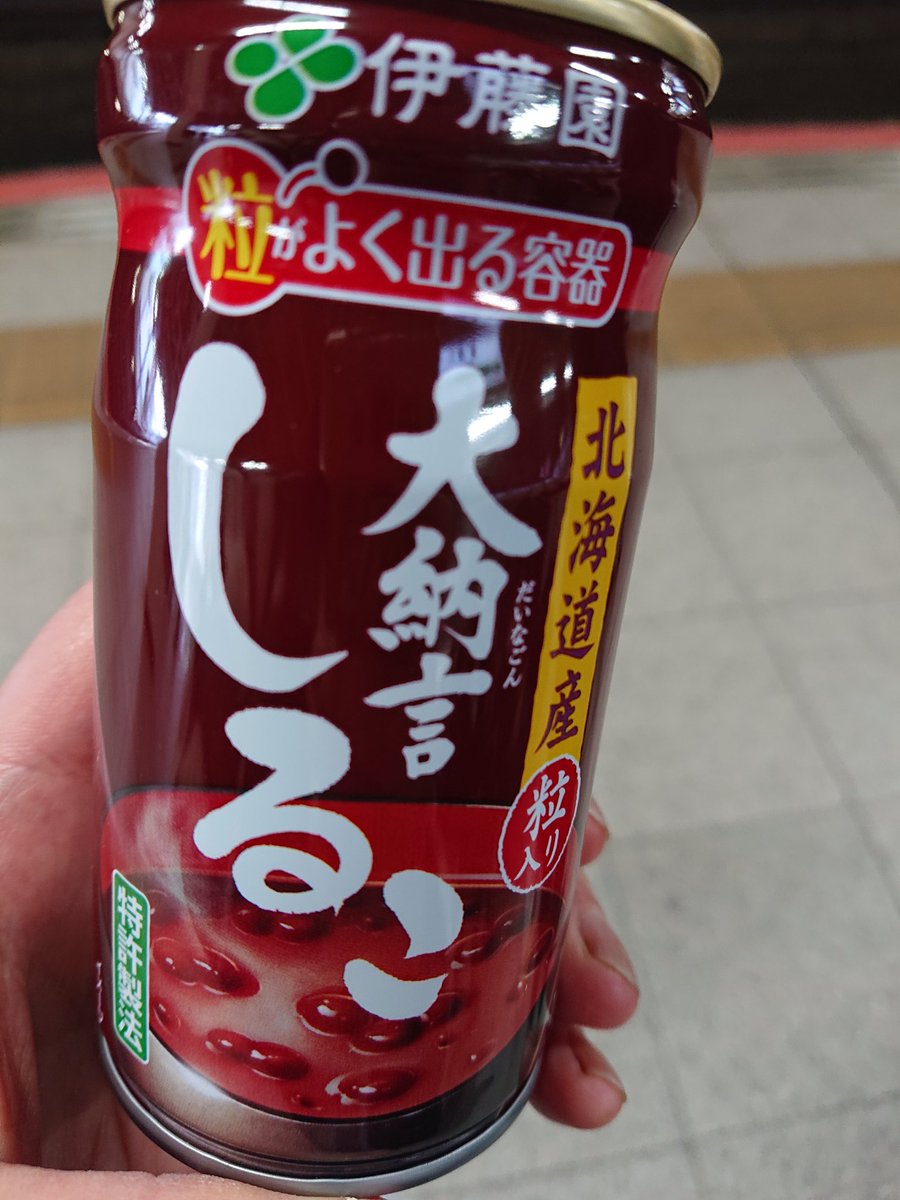 伊藤園
粒がよく出る容器
北海道産
粒入り
大納言
だいなごん
しるこ
特許製法